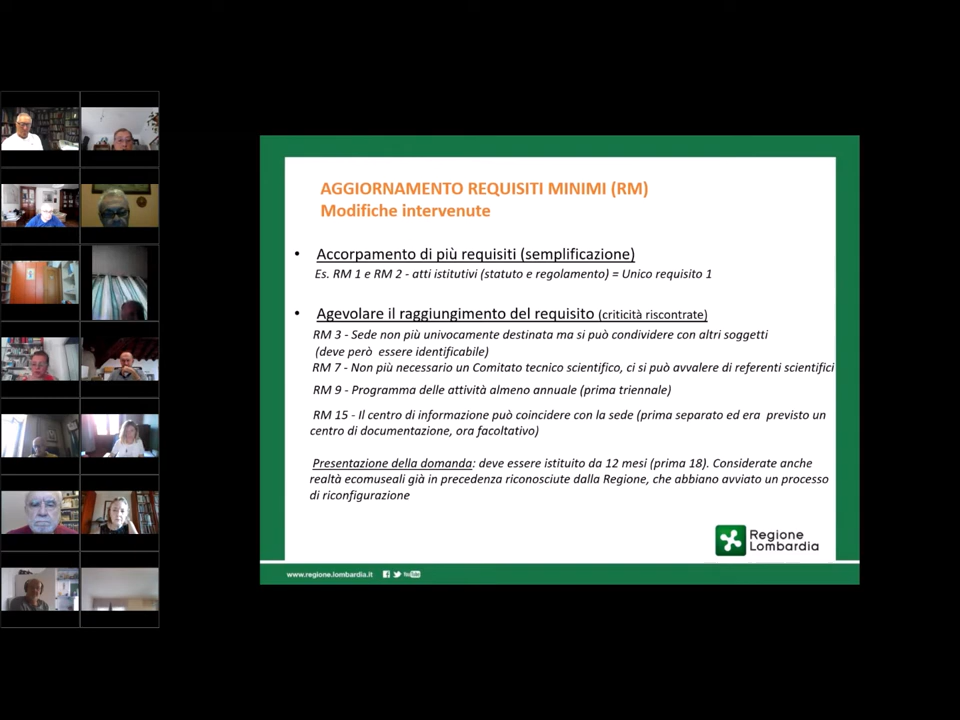 AGGIORNAMENTO REQUISITI MINIMI (RM)
Modifiche intervenute
• Accorpamento di più requisiti (semplificazione)
Es. RM 1 e RM 2 - atti istitutivi (statuto e regolamento) = Unico requisito 1
• Agevolare il raggiungimento del requisito (criticità riscontrate)
RM 3 - Sede non più univocamente destinata ma si può condividere con altri soggetti
(deve però essere identificabile)
RM 7 - Non più necessario un Comitato tecnico scientifico, ci si può avvalere di referenti scientifici
RM 9 - Programma delle attività almeno annuale (prima triennale)
RM 15 - Il centro di informazione può coincidere con la sede (prima separato ed era previsto un
centro di documentazione, ora facoltativo)
Presentazione della domanda: deve essere istituito da 12 mesi (prima 18). Considerate anche
realtà ecomuseali già in precedenza riconosciute dalla Regione, che abbiano avviato un processo
di riconfigurazione
Regione
Lombardia
www.regione.lombardia.it